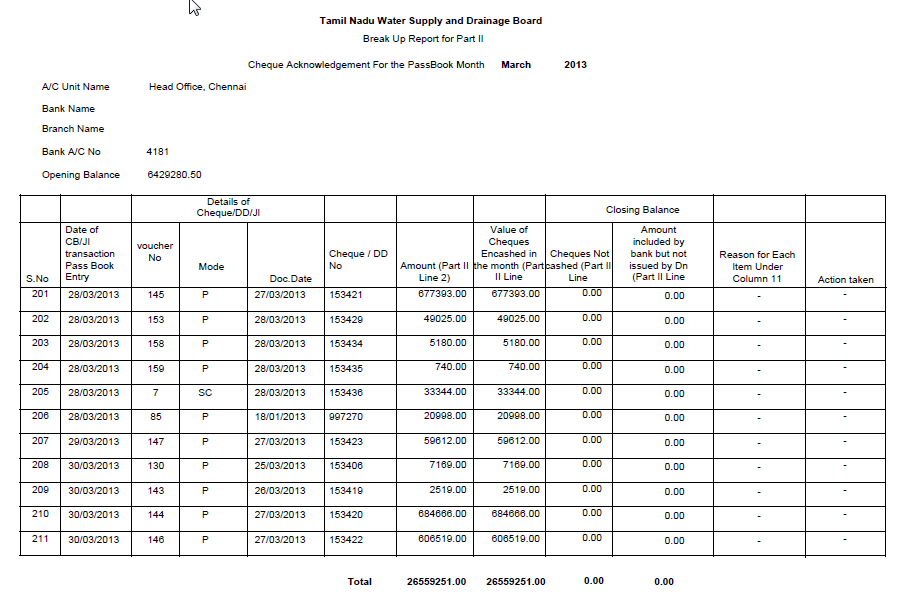 Tamil Nadu Water Supply and Drainage Board
Break Up Report for Part II
Cheque Acknowledgement For the PassBook Month March 2013
A/C Unit Name Head Office, Chennai
Bank Name
Branch Name
Bank A/C No 4181
Opening Balance 6429280.50
Details of
Cheque/DD/JI
Closing Balance
S.No
Date of
CB/JI
transaction
Pass Book
Entry
voucher
No
Mode
Doc.Date
Cheque / DD
No
Amount (Part II
Line 2)
Value of
Cheques
Encashed in
the month (Part
II Line
Cheques Not
cashed (Part II
Line
Amount
included by
bank but not
issued by Dn
(Part II Line
Reason for Each
Item Under
Column 11
Action taken
201 28/03/2013 145 P 27/03/2013 153421 677393.00 677393.00 0.00 0.00 - -
202 28/03/2013 153 P 28/03/2013 153429 49025.00 49025.00 0.00 0.00 - -
203 28/03/2013 158 P 28/03/2013 153434 5180.00 5180.00 0.00 0.00 - -
204 28/03/2013 159 P 28/03/2013 153435 740.00 740.00 0.00 0.00 - -
205 28/03/2013 7 SC 28/03/2013 153436 33344.00 33344.00 0.00 0.00 - -
206 28/03/2013 85 P 18/01/2013 997270 20998.00 20998.00 0.00 0.00 - -
207 29/03/2013 147 P 27/03/2013 153423 59612.00 59612.00 0.00 0.00 - -
208 30/03/2013 130 P 25/03/2013 153406 7169.00 7169.00 0.00 0.00 - -
209 30/03/2013 143 P 26/03/2013 153419 2519.00 2519.00 0.00 0.00 - -
210 30/03/2013 144 P 27/03/2013 153420 684666.00 684666.00 0.00 0.00 - -
211 30/03/2013 146 P 27/03/2013 153422 606519.00 606519.00 0.00 0.00 - -
Total 26559251.00 26559251.00 0.00 0.00